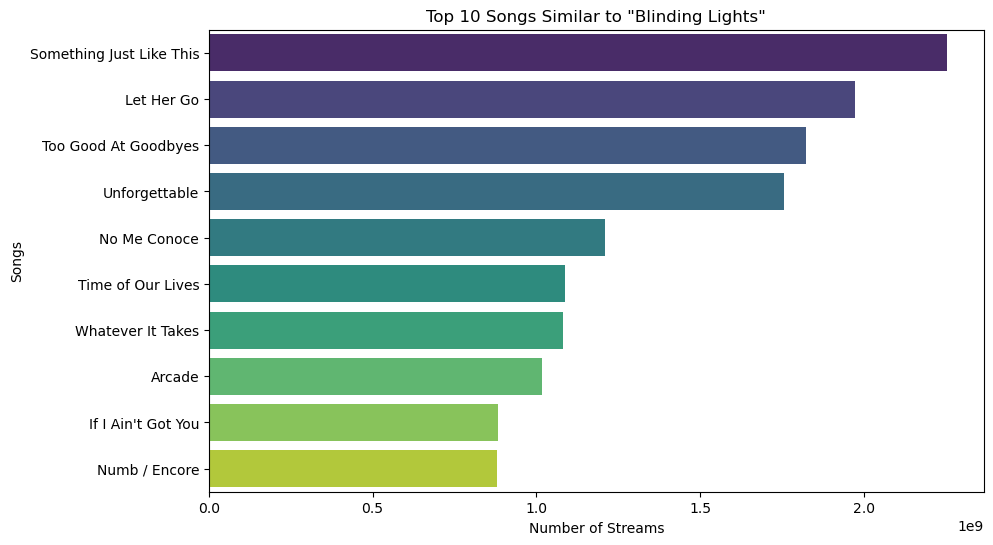 Top 10 Songs Similar to "Blinding Lights"
Something Just Like This
Let Her Go
Too Good At Goodbyes
Unforgettable
No Me Conoce
Time of Our Lives
Whatever It Takes
Arcade
If I Ain't Got You
Numb / Encore
Songs
0.0 0.5 1.0 1.5 2.0
1e9
Number of Streams